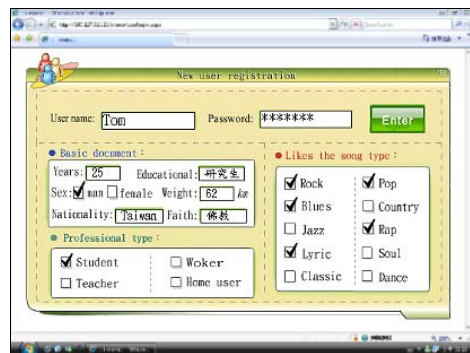 New user registration
User name: Tom
Password: *******
Enter
Basic document :
Years: 25 Educational: 研究生
Sex: man female Weight: 62
Nationality: Taiwan Faith: 佛教
Professional type :
Student Woker
Teacher Home user
Likes the song type :
Rock Pop
Blues Country
Jazz Rap
Lyric Soul
Classic Dance